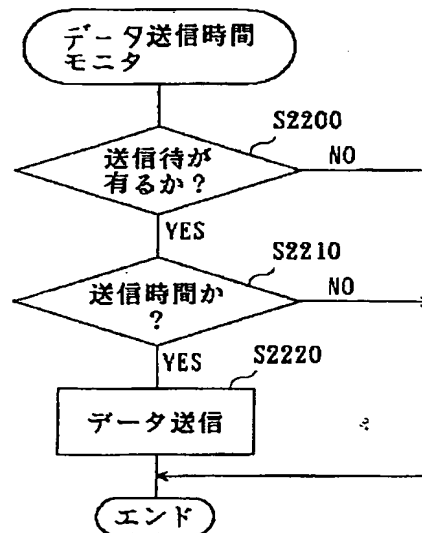 データ送信時間
モニタ
S2200
送信待が
有るか？
NO
YES
S2210
送信時間か
？
NO
YES
S2220
データ送信
エンド